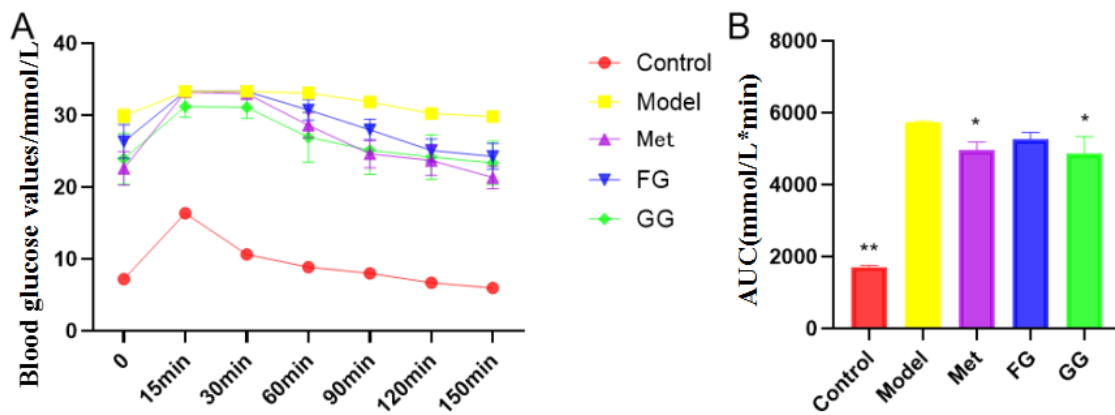 A
Blood glucose values/mmol/L
40
30
20
10
0
0
15min
30min
60min
90min
120min
150min
Control
Model
Met
FG
GG
B
AUC(mmol/L*min)
8000
6000
4000
2000
0
**
*
*
Control
Model
Met
FG
GG